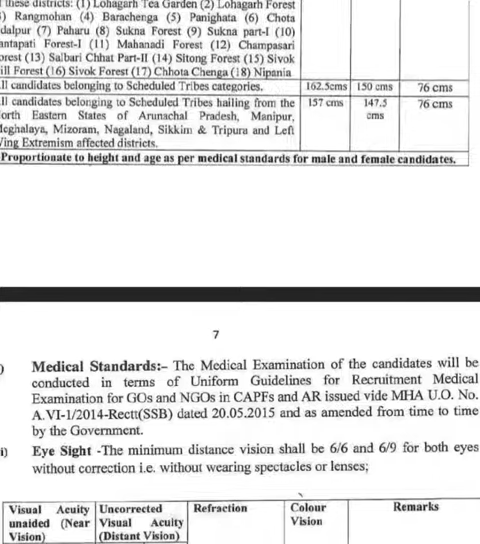 these districts: (1) Lohagarh Tea Garden (2) Lohagarh Forest
) Rangmohan (4) Barachenga (5) Panighata (6) Chota
dalpur (7) Paharu (8) Sukna Forest (9) Sukna part-I (10)
antapati Forest-I (11) Mahanadi Forest (12) Champasari
orest (13) Salbari Chhat Part-II (14) Sitong Forest (15) Sivok
ill Forest (16) Sivok Forest (17) Chhota Chenga (18) Nipania
ll candidates belonging to Scheduled Tribes categories. 162.5cms 150 cms 76 cms
ll candidates belonging to Scheduled Tribes hailing from the 157 cms 147.5 76 cms
orth Eastern States of Arunachal Pradesh, Manipur, cms
eghalaya, Mizoram, Nagaland, Sikkim & Tripura and Left
ing Extremism affected districts.
Proportionate to height and age as per medical standards for male and female candidates.
7
) Medical Standards:– The Medical Examination of the candidates will be
conducted in terms of Uniform Guidelines for Recruitment Medical
Examination for GOs and NGOs in CAPFs and AR issued vide MHA U.O. No.
A.VI-1/2014-Rectt(SSB) dated 20.05.2015 and as amended from time to time
by the Government.
i) Eye Sight -The minimum distance vision shall be 6/6 and 6/9 for both eyes
without correction i.e. without wearing spectacles or lenses;
Visual Acuity Uncorrected Refraction Colour Remarks
unaided (Near Visual Acuity Vision
Vision) (Distant Vision)